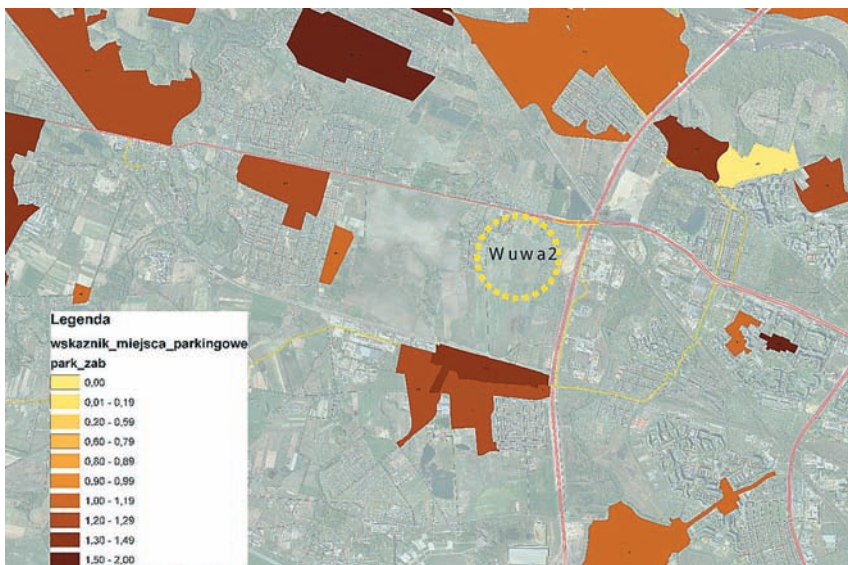 Wuwa2
Legenda
wskaznik_miejsca_parkingowe
park_zab
0,00
0,01 - 0,19
0,20 - 0,59
0,60 - 0,79
0,80 - 0,89
0,90 - 0,99
1,00 - 1,19
1,20 - 1,29
1,30 - 1,49
1,50 - 2,00